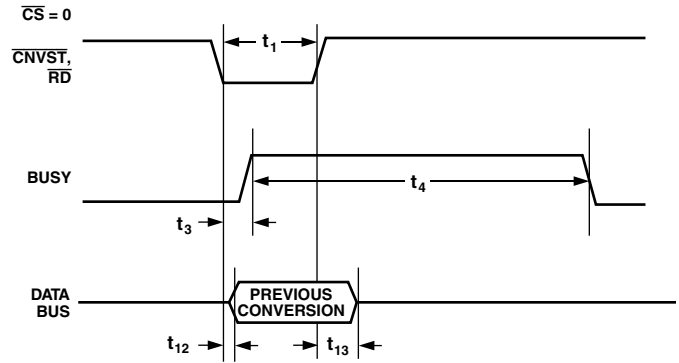 CS = 0
t1
CNVST,
RD
BUSY
t4
t3
DATA
BUS
PREVIOUS
CONVERSION
t12
t13